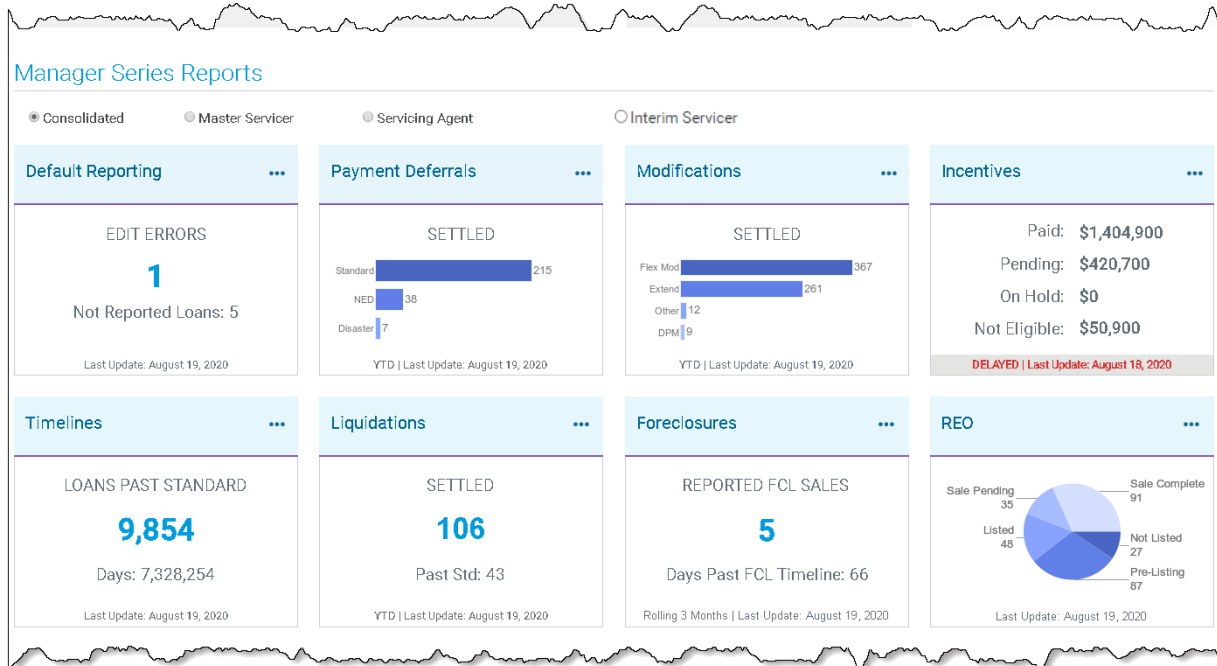 Manager Series Reports
Consolidated
Master Servicer
Servicing Agent
Interim Servicer
Default Reporting •••
EDIT ERRORS
1
Not Reported Loans: 5
Last Update: August 19, 2020
Payment Deferrals •••
SETTLED
Standard 215
NED 38
Disaster 7
YTD | Last Update: August 19, 2020
Modifications •••
SETTLED
Flex Mod 367
Extend 261
Other 12
DPM 9
YTD | Last Update: August 19, 2020
Incentives •••
Paid: $1,404,900
Pending: $420,700
On Hold: $0
Not Eligible: $50,900
DELAYED | Last Update: August 18, 2020
Timelines •••
LOANS PAST STANDARD
9,854
Days: 7,328,254
Last Update: August 19, 2020
Liquidations •••
SETTLED
106
Past Std: 43
YTD | Last Update: August 19, 2020
Foreclosures •••
REPORTED FCL SALES
5
Days Past FCL Timeline: 66
Rolling 3 Months | Last Update: August 19, 2020
REO •••
Sale Pending
35
Listed
48
Sale Complete
91
Not Listed
27
Pre-Listing
87
Last Update: August 19, 2020